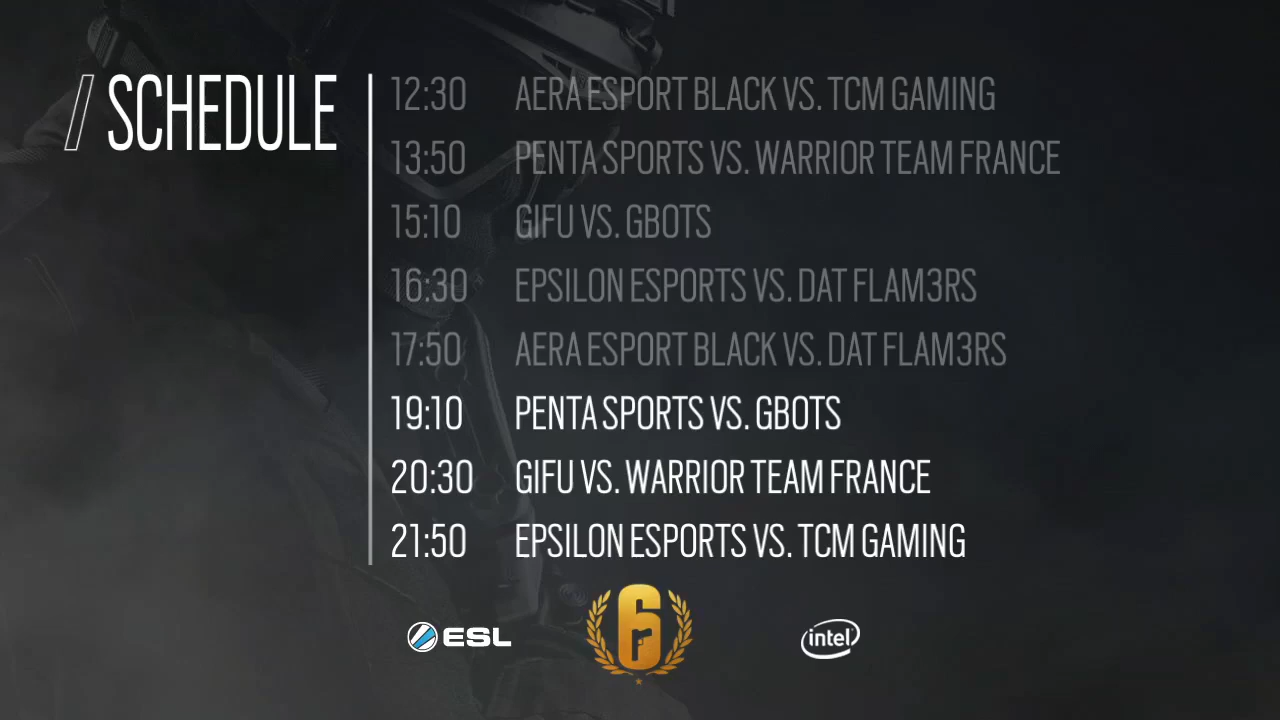 // SCHEDULE
12:30 AERA ESPORT BLACK VS. TCM GAMING
13:50 PENTA SPORTS VS. WARRIOR TEAM FRANCE
15:10 GIFU VS. GBOTS
16:30 EPSILON ESPORTS VS. DAT FLAM3RS
17:50 AERA ESPORT BLACK VS. DAT FLAM3RS
19:10 PENTA SPORTS VS. GBOTS
20:30 GIFU VS. WARRIOR TEAM FRANCE
21:50 EPSILON ESPORTS VS. TCM GAMING
ESL 6 intel